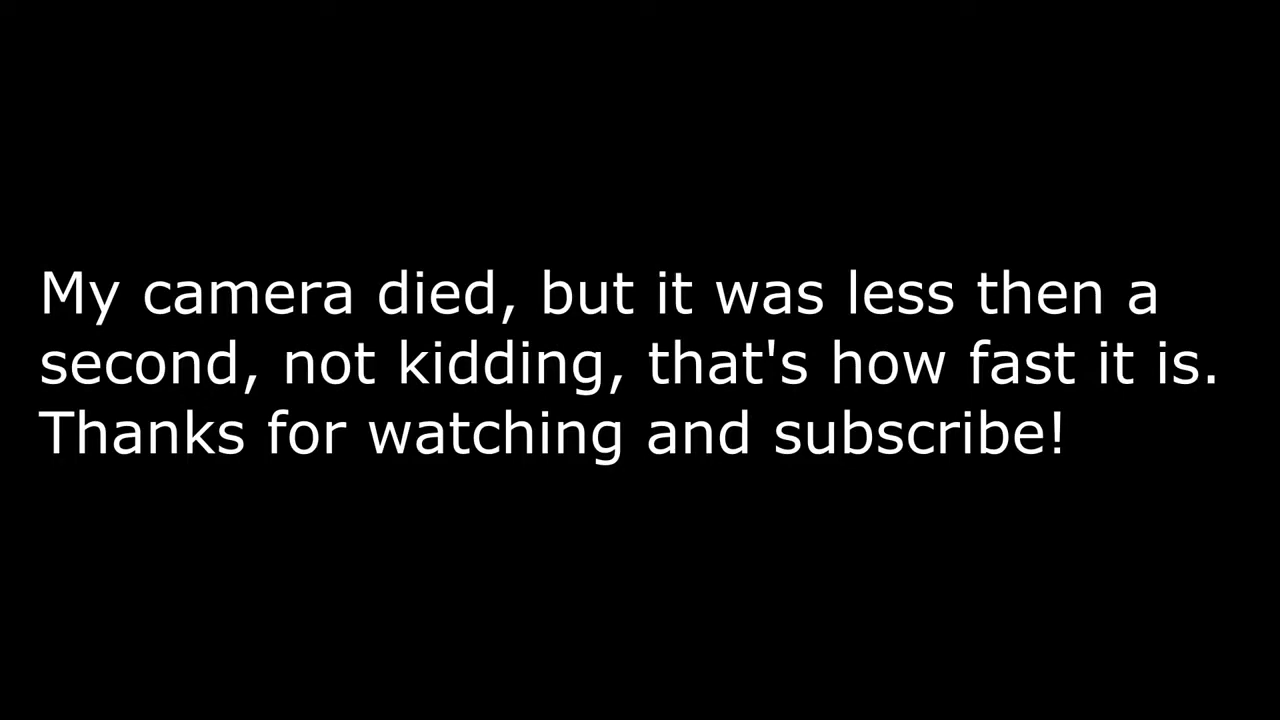 My camera died, but it was less then a
second, not kidding, that's how fast it is.
Thanks for watching and subscribe!